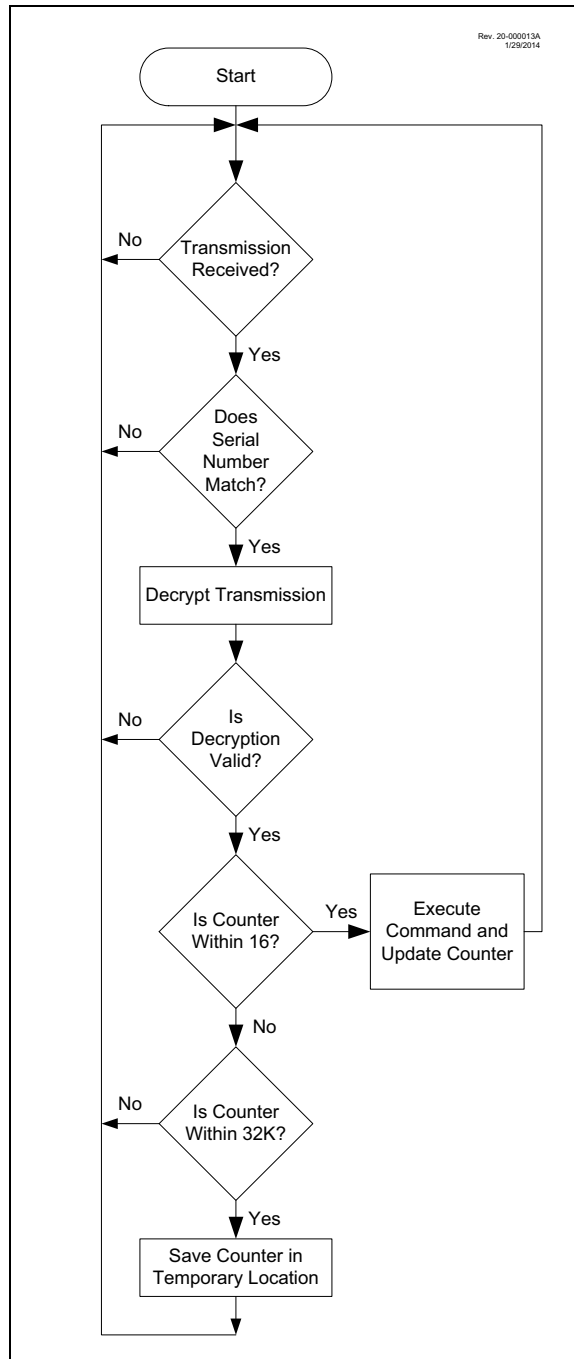 Rev. 20-000013A
1/29/2014
Start
No
Transmission
Received?
Yes
No
Does
Serial
Number
Match?
Yes
Decrypt Transmission
No
Is
Decryption
Valid?
Yes
Is Counter
Within 16?
Yes
Execute
Command and
Update Counter
No
No
Is Counter
Within 32K?
Yes
Save Counter in
Temporary Location